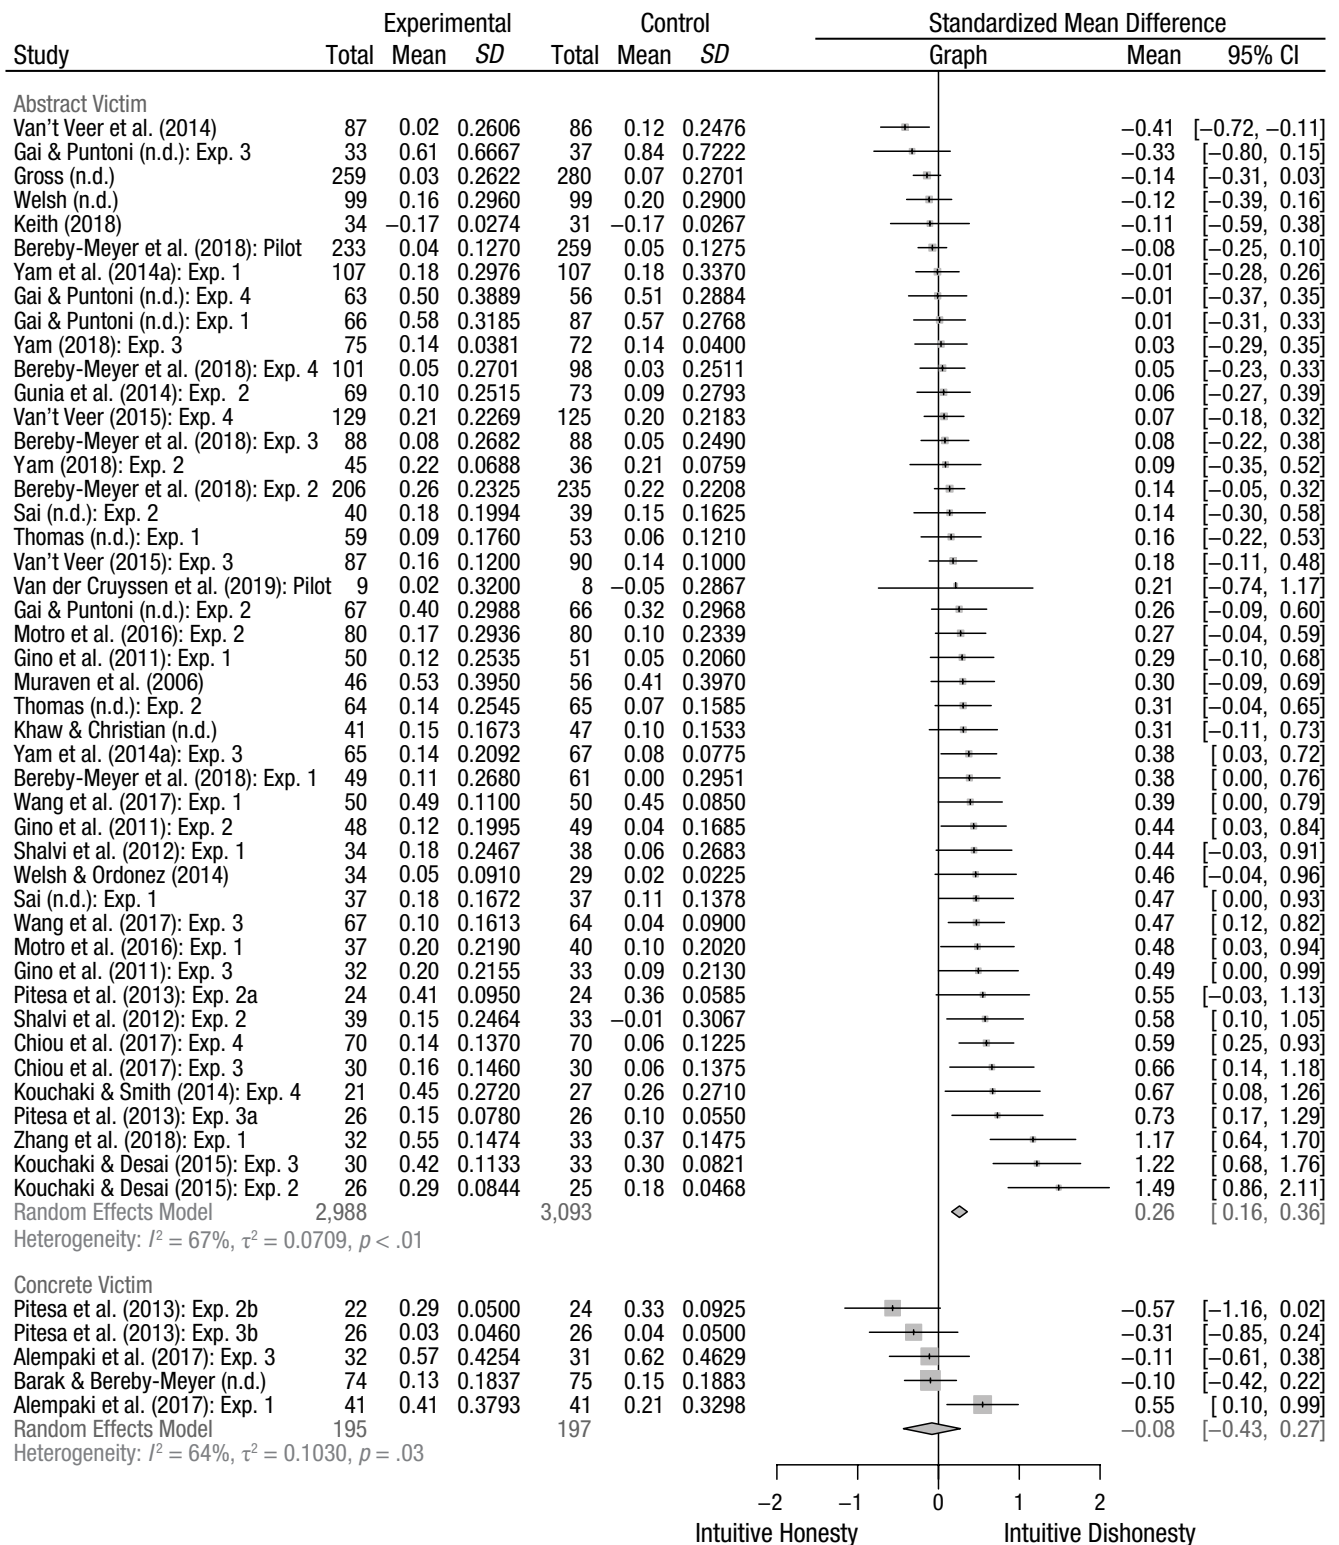 Experimental Control Standardized Mean Difference
Study Total Mean SD Total Mean SD Graph Mean 95% CI
Abstract Victim
Van't Veer et al. (2014) 87 0.02 0.2606 86 0.12 0.2476 −0.41 [−0.72, −0.11]
Gai & Puntoni (n.d.): Exp. 3 33 0.61 0.6667 37 0.84 0.7222 −0.33 [−0.80, 0.15]
Gross (n.d.) 259 0.03 0.2622 280 0.07 0.2701 −0.14 [−0.31, 0.03]
Welsh (n.d.) 99 0.16 0.2960 99 0.20 0.2900 −0.12 [−0.39, 0.16]
Keith (2018) 34 −0.17 0.0274 31 −0.17 0.0267 −0.11 [−0.59, 0.38]
Bereby-Meyer et al. (2018): Pilot 233 0.04 0.1270 259 0.05 0.1275 −0.08 [−0.25, 0.10]
Yam et al. (2014a): Exp. 1 107 0.18 0.2976 107 0.18 0.3370 −0.01 [−0.28, 0.26]
Gai & Puntoni (n.d.): Exp. 4 63 0.50 0.3889 56 0.51 0.2884 −0.01 [−0.37, 0.35]
Gai & Puntoni (n.d.): Exp. 1 66 0.58 0.3185 87 0.57 0.2768 0.01 [−0.31, 0.33]
Yam (2018): Exp. 3 75 0.14 0.0381 72 0.14 0.0400 0.03 [−0.29, 0.35]
Bereby-Meyer et al. (2018): Exp. 4 101 0.05 0.2701 98 0.03 0.2511 0.05 [−0.23, 0.33]
Gunia et al. (2014): Exp. 2 69 0.10 0.2515 73 0.09 0.2793 0.06 [−0.27, 0.39]
Van't Veer (2015): Exp. 4 129 0.21 0.2269 125 0.20 0.2183 0.07 [−0.18, 0.32]
Bereby-Meyer et al. (2018): Exp. 3 88 0.08 0.2682 88 0.05 0.2490 0.08 [−0.22, 0.38]
Yam (2018): Exp. 2 45 0.22 0.0688 36 0.21 0.0759 0.09 [−0.35, 0.52]
Bereby-Meyer et al. (2018): Exp. 2 206 0.26 0.2325 235 0.22 0.2208 0.14 [−0.05, 0.32]
Sai (n.d.): Exp. 2 40 0.18 0.1994 39 0.15 0.1625 0.14 [−0.30, 0.58]
Thomas (n.d.): Exp. 1 59 0.09 0.1760 53 0.06 0.1210 0.16 [−0.22, 0.53]
Van't Veer (2015): Exp. 3 87 0.16 0.1200 90 0.14 0.1000 0.18 [−0.11, 0.48]
Van der Cruyssen et al. (2019): Pilot 9 0.02 0.3200 8 −0.05 0.2867 0.21 [−0.74, 1.17]
Gai & Puntoni (n.d.): Exp. 2 67 0.40 0.2988 66 0.32 0.2968 0.26 [−0.09, 0.60]
Motro et al. (2016): Exp. 2 80 0.17 0.2936 80 0.10 0.2339 0.27 [−0.04, 0.59]
Gino et al. (2011): Exp. 1 50 0.12 0.2535 51 0.05 0.2060 0.29 [−0.10, 0.68]
Muraven et al. (2006) 46 0.53 0.3950 56 0.41 0.3970 0.30 [−0.09, 0.69]
Thomas (n.d.): Exp. 2 64 0.14 0.2545 65 0.07 0.1585 0.31 [−0.04, 0.65]
Khaw & Christian (n.d.) 41 0.15 0.1673 47 0.10 0.1533 0.31 [−0.11, 0.73]
Yam et al. (2014a): Exp. 3 65 0.14 0.2092 67 0.08 0.0775 0.38 [ 0.03, 0.72]
Bereby-Meyer et al. (2018): Exp. 1 49 0.11 0.2680 61 0.00 0.2951 0.38 [ 0.00, 0.76]
Wang et al. (2017): Exp. 1 50 0.49 0.1100 50 0.45 0.0850 0.39 [ 0.00, 0.79]
Gino et al. (2011): Exp. 2 48 0.12 0.1995 49 0.04 0.1685 0.44 [ 0.03, 0.84]
Shalvi et al. (2012): Exp. 1 34 0.18 0.2467 38 0.06 0.2683 0.44 [−0.03, 0.91]
Welsh & Ordonez (2014) 34 0.05 0.0910 29 0.02 0.0225 0.46 [−0.04, 0.96]
Sai (n.d.): Exp. 1 37 0.18 0.1672 37 0.11 0.1378 0.47 [ 0.00, 0.93]
Wang et al. (2017): Exp. 3 67 0.10 0.1613 64 0.04 0.0900 0.47 [ 0.12, 0.82]
Motro et al. (2016): Exp. 1 37 0.20 0.2190 40 0.10 0.2020 0.48 [ 0.03, 0.94]
Gino et al. (2011): Exp. 3 32 0.20 0.2155 33 0.09 0.2130 0.49 [ 0.00, 0.99]
Pitesa et al. (2013): Exp. 2a 24 0.41 0.0950 24 0.36 0.0585 0.55 [−0.03, 1.13]
Shalvi et al. (2012): Exp. 2 39 0.15 0.2464 33 −0.01 0.3067 0.58 [ 0.10, 1.05]
Chiou et al. (2017): Exp. 4 70 0.14 0.1370 70 0.06 0.1225 0.59 [ 0.25, 0.93]
Chiou et al. (2017): Exp. 3 30 0.16 0.1460 30 0.06 0.1375 0.66 [ 0.14, 1.18]
Kouchaki & Smith (2014): Exp. 4 21 0.45 0.2720 27 0.26 0.2710 0.67 [ 0.08, 1.26]
Pitesa et al. (2013): Exp. 3a 26 0.15 0.0780 26 0.10 0.0550 0.73 [ 0.17, 1.29]
Zhang et al. (2018): Exp. 1 32 0.55 0.1474 33 0.37 0.1475 1.17 [ 0.64, 1.70]
Kouchaki & Desai (2015): Exp. 3 30 0.42 0.1133 33 0.30 0.0821 1.22 [ 0.68, 1.76]
Kouchaki & Desai (2015): Exp. 2 26 0.29 0.0844 25 0.18 0.0468 1.49 [ 0.86, 2.11]
Random Effects Model 2,988 3,093 0.26 [ 0.16, 0.36]
Heterogeneity: I² = 67%, τ² = 0.0709, p < .01
Concrete Victim
Pitesa et al. (2013): Exp. 2b 22 0.29 0.0500 24 0.33 0.0925 −0.57 [−1.16, 0.02]
Pitesa et al. (2013): Exp. 3b 26 0.03 0.0460 26 0.04 0.0500 −0.31 [−0.85, 0.24]
Alempaki et al. (2017): Exp. 3 32 0.57 0.4254 31 0.62 0.4629 −0.11 [−0.61, 0.38]
Barak & Bereby-Meyer (n.d.) 74 0.13 0.1837 75 0.15 0.1883 −0.10 [−0.42, 0.22]
Alempaki et al. (2017): Exp. 1 41 0.41 0.3793 41 0.21 0.3298 0.55 [ 0.10, 0.99]
Random Effects Model 195 197 −0.08 [−0.43, 0.27]
Heterogeneity: I² = 64%, τ² = 0.1030, p = .03
−2 −1 0 1 2
Intuitive Honesty Intuitive Dishonesty